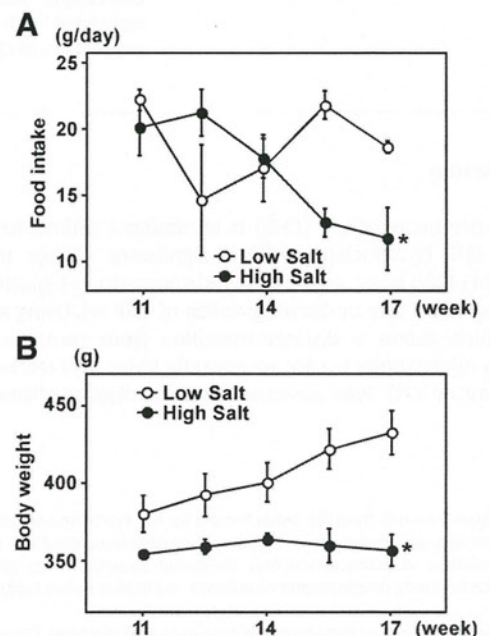 A
(g/day)
25
20
15
10
Food intake
Low Salt
High Salt
*
11 14 17 (week)
B
(g)
Low Salt
High Salt
450
400
350
Body weight
*
11 14 17 (week)